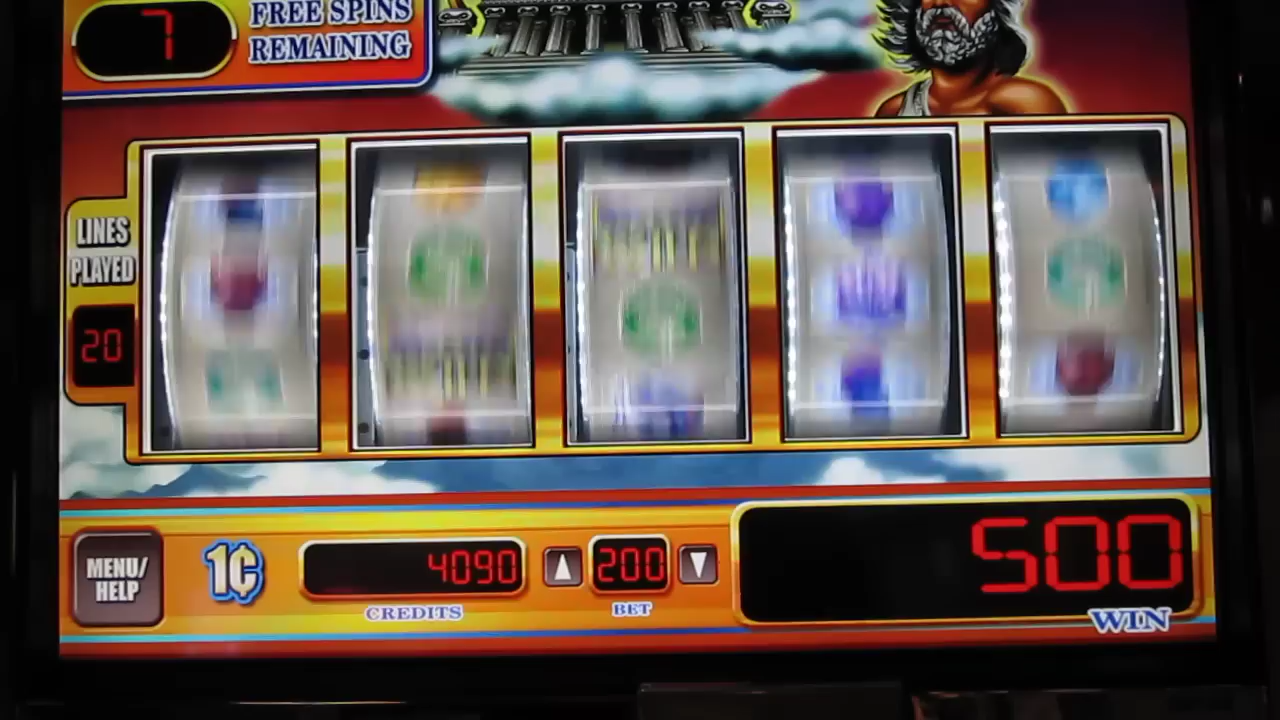 7
FREE SPINS
REMAINING
LINES
PLAYED
20
MENU/
HELP
1¢
4090
CREDITS
200
BET
500
WIN